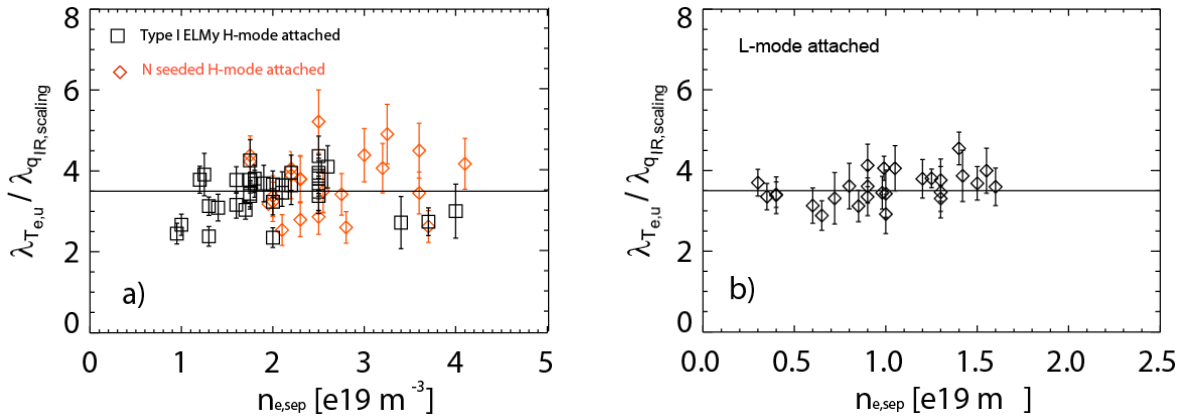 8
6
4
2
0
λTe,u / λqIR,scaling
Type I ELMy H-mode attached
N seeded H-mode attached
a)
0 1 2 3 4 5
ne,sep [e19 m-3]
8
6
4
2
0
λTe,u / λqIR,scaling
L-mode attached
b)
0.0 0.5 1.0 1.5 2.0 2.5
ne,sep [e19 m ]